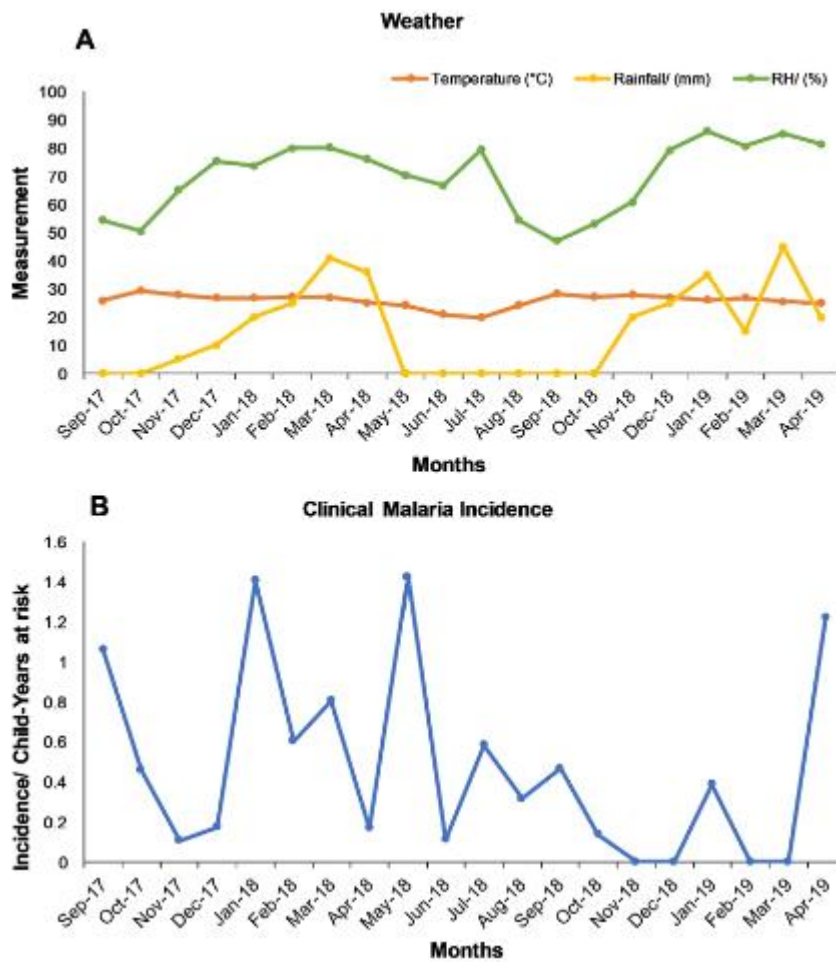 A
Weather
Temperature (°C) Rainfall/ (mm) RH/ (%)
100
90
80
70
60
50
40
30
20
10
0
Measurement
Sep-17 Oct-17 Nov-17 Dec-17 Jan-18 Feb-18 Mar-18 Apr-18 May-18 Jun-18 Jul-18 Aug-18 Sep-18 Oct-18 Nov-18 Dec-18 Jan-19 Feb-19 Mar-19 Apr-19
Months
B
Clinical Malaria Incidence
1.6
1.4
1.2
1
0.8
0.6
0.4
0.2
0
Incidence/ Child-Years at risk
Sep-17 Oct-17 Nov-17 Dec-17 Jan-18 Feb-18 Mar-18 Apr-18 May-18 Jun-18 Jul-18 Aug-18 Sep-18 Oct-18 Nov-18 Dec-18 Jan-19 Feb-19 Mar-19 Apr-19
Months